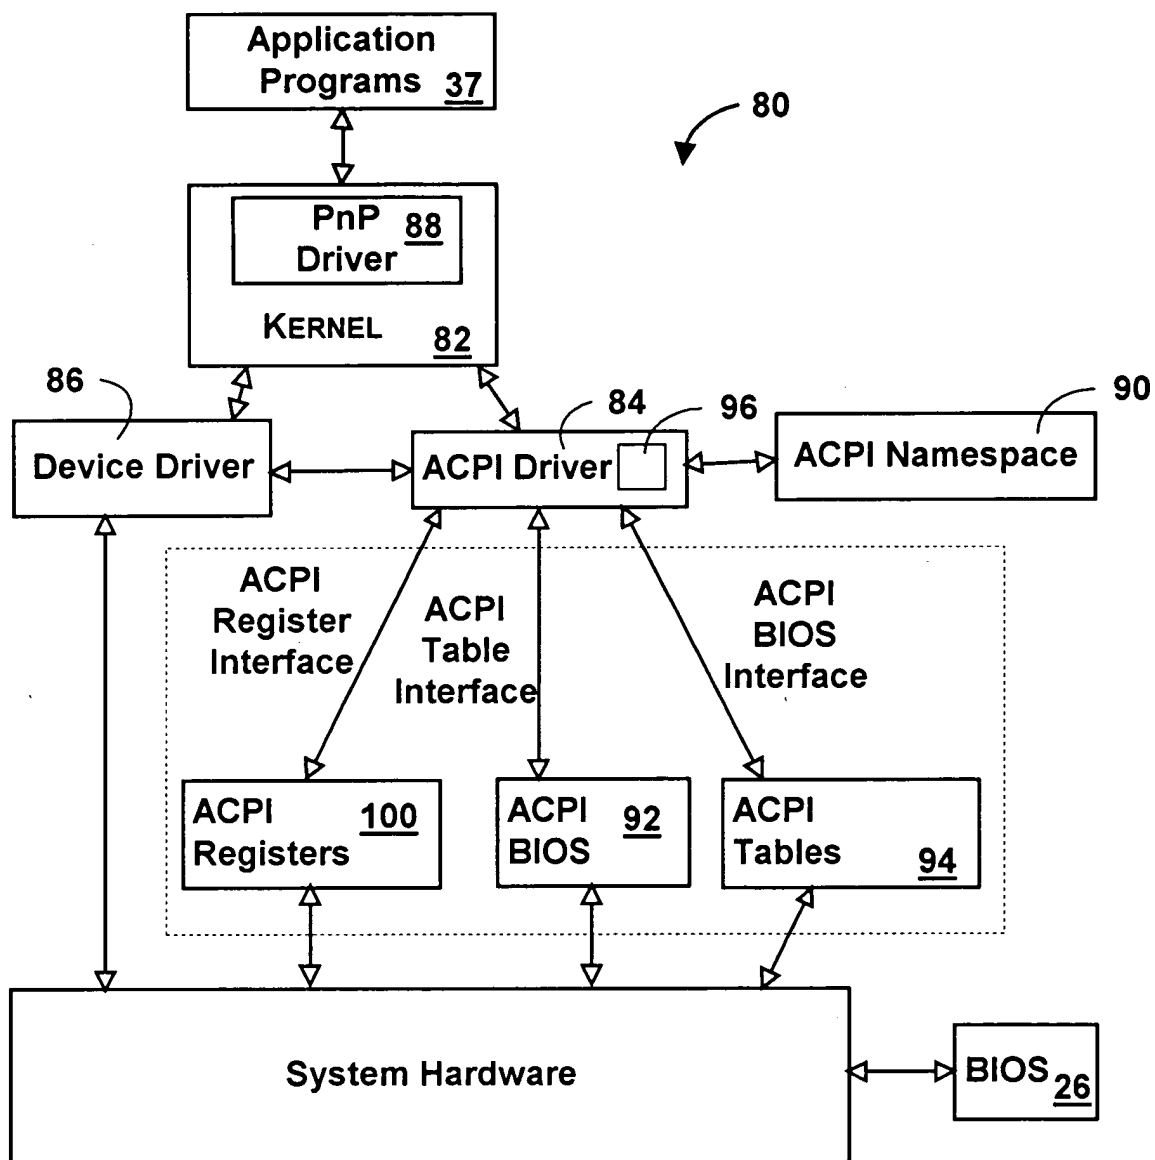 Application
Programs 37
80
PnP 88
Driver
KERNEL
82
86
84
96
90
Device Driver
ACPI Driver
ACPI Namespace
ACPI
Register
Interface
ACPI
Table
Interface
ACPI
BIOS
Interface
ACPI 100
Registers
ACPI 92
BIOS
ACPI
Tables 94
System Hardware
BIOS 26